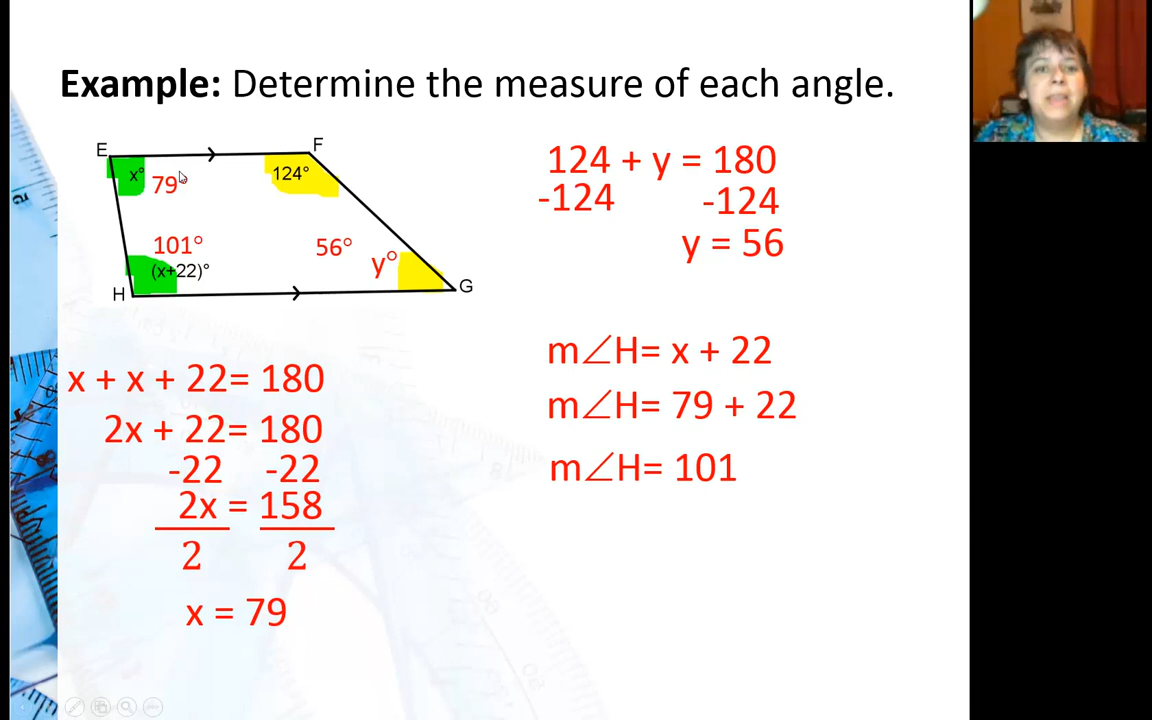 Example: Determine the measure of each angle.
E
F
x°
79°
124°
101°
(x+22)°
56°
y°
H
G
124 + y = 180
-124 -124
y = 56
x + x + 22= 180
2x + 22= 180
-22 -22
2x = 158
2 2
x = 79
m∠H= x + 22
m∠H= 79 + 22
m∠H= 101